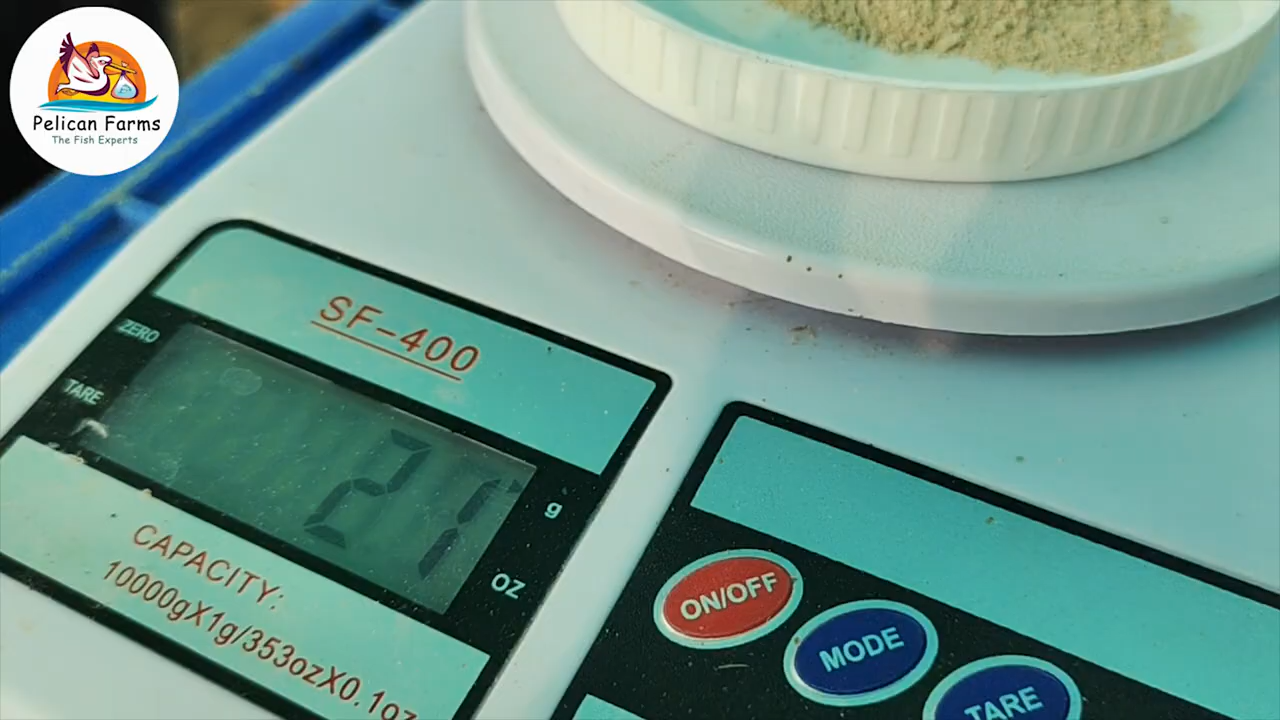 Pelican Farms
The Fish Experts
SF-400
ZERO
TARE
21
g
OZ
CAPACITY:
10000gX1g/353ozX0.1oz
ON/OFF
MODE
TARE